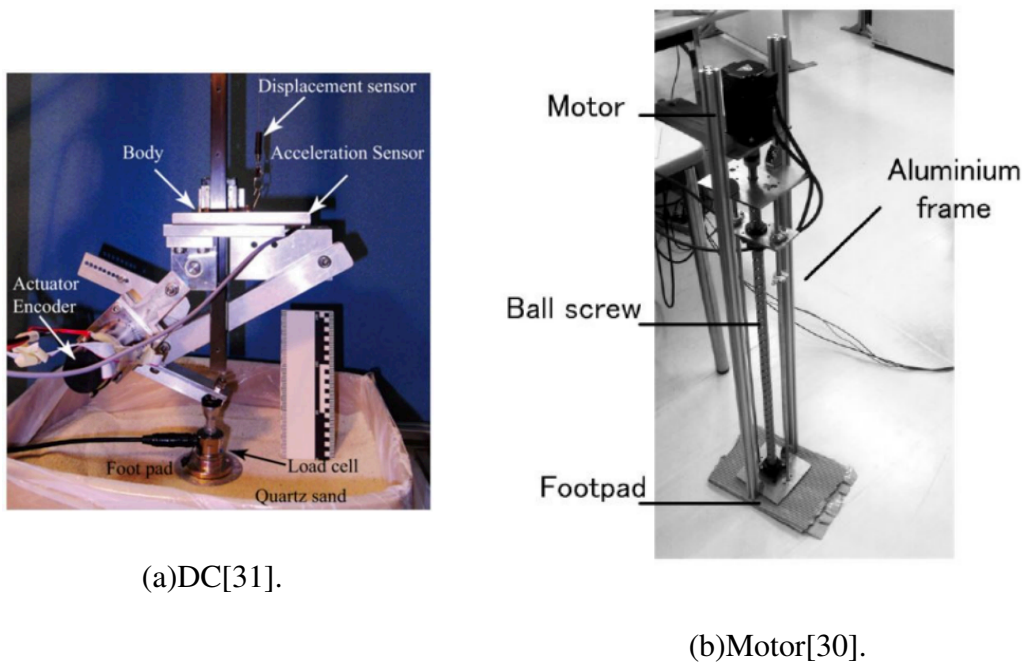 Displacement sensor
Body
Acceleration Sensor
Actuator
Encoder
Foot pad
Load cell
Quartz sand
(a)DC[31].
Motor
Aluminium
frame
Ball screw
Footpad
(b)Motor[30].